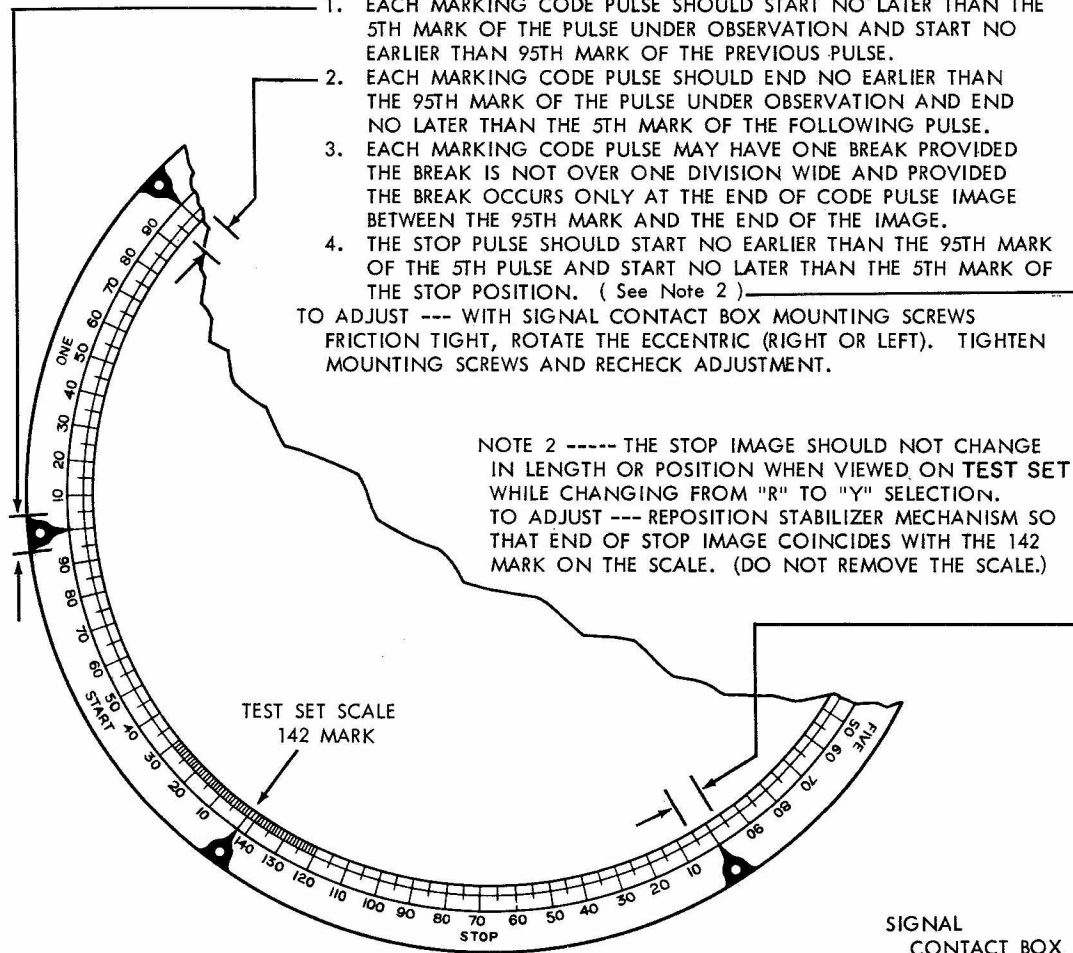 1. EACH MARKING CODE PULSE SHOULD START NO LATER THAN THE
5TH MARK OF THE PULSE UNDER OBSERVATION AND START NO
EARLIER THAN 95TH MARK OF THE PREVIOUS PULSE.
2. EACH MARKING CODE PULSE SHOULD END NO EARLIER THAN
THE 95TH MARK OF THE PULSE UNDER OBSERVATION AND END
NO LATER THAN THE 5TH MARK OF THE FOLLOWING PULSE.
3. EACH MARKING CODE PULSE MAY HAVE ONE BREAK PROVIDED
THE BREAK IS NOT OVER ONE DIVISION WIDE AND PROVIDED
THE BREAK OCCURS ONLY AT THE END OF CODE PULSE IMAGE
BETWEEN THE 95TH MARK AND THE END OF THE IMAGE.
4. THE STOP PULSE SHOULD START NO EARLIER THAN THE 95TH MARK
OF THE 5TH PULSE AND START NO LATER THAN THE 5TH MARK OF
THE STOP POSITION. ( See Note 2 )
TO ADJUST --- WITH SIGNAL CONTACT BOX MOUNTING SCREWS
FRICTION TIGHT, ROTATE THE ECCENTRIC (RIGHT OR LEFT). TIGHTEN
MOUNTING SCREWS AND RECHECK ADJUSTMENT.
NOTE 2 ----- THE STOP IMAGE SHOULD NOT CHANGE
IN LENGTH OR POSITION WHEN VIEWED ON TEST SET
WHILE CHANGING FROM "R" TO "Y" SELECTION.
TO ADJUST --- REPOSITION STABILIZER MECHANISM SO
THAT END OF STOP IMAGE COINCIDES WITH THE 142
MARK ON THE SCALE. (DO NOT REMOVE THE SCALE.)
TEST SET SCALE
142 MARK
90 80 70 60 50 40 30 20 10
ONE
90 80 70 60 50 40 30 20 10
START
140 130 120 110 100 90 80 70 60 50 40 30 20 10
STOP
90 80 70 60 50
FIVE
SIGNAL
CONTACT BOX